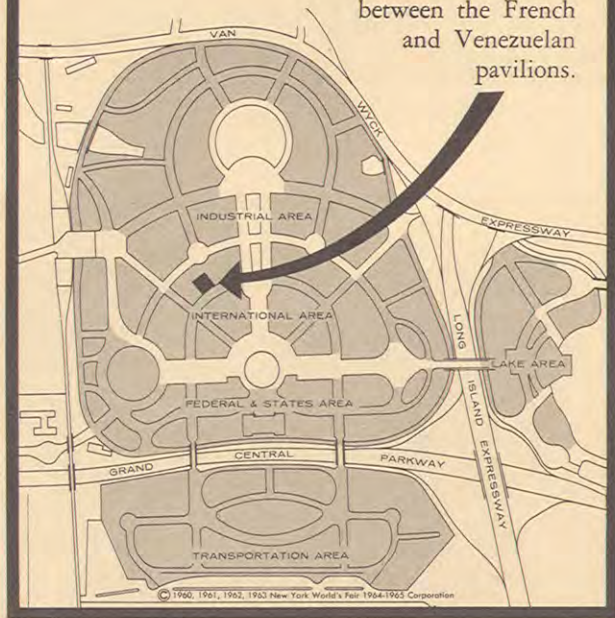 between the French
and Venezuelan
pavilions.
VAN
WYCK
EXPRESSWAY
INDUSTRIAL AREA
INTERNATIONAL AREA
LONG
ISLAND
EXPRESSWAY
LAKE AREA
FEDERAL & STATES AREA
GRAND
CENTRAL
PARKWAY
TRANSPORTATION AREA
© 1960, 1961, 1962, 1963 New York World's Fair 1964-1965 Corporation